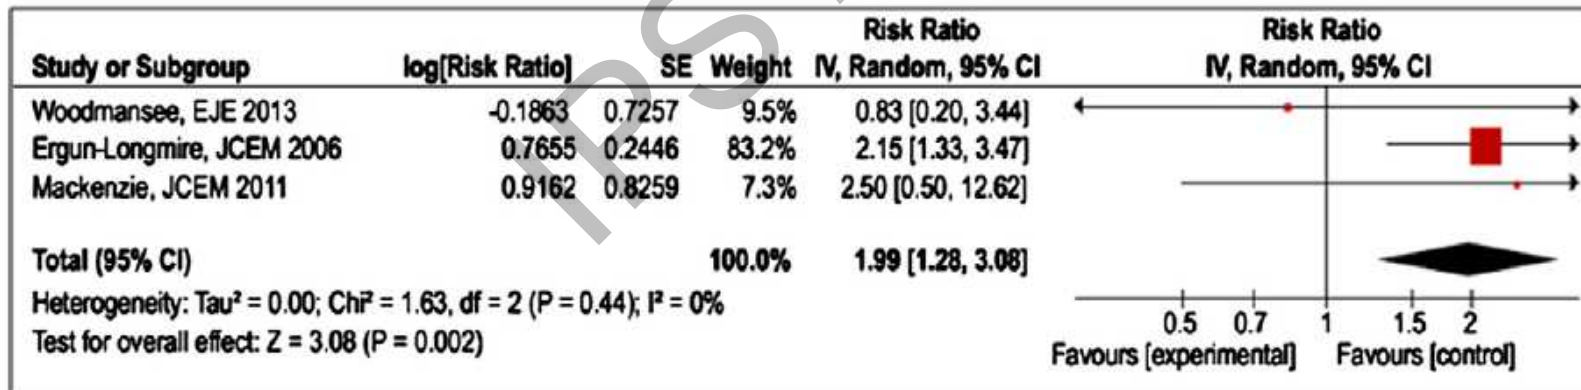 Risk Ratio Risk Ratio
Study or Subgroup log[Risk Ratio] SE Weight IV, Random, 95% CI IV, Random, 95% CI
Woodmansee, EJE 2013 -0.1863 0.7257 9.5% 0.83 [0.20, 3.44]
Ergun-Longmire, JCEM 2006 0.7655 0.2446 83.2% 2.15 [1.33, 3.47]
Mackenzie, JCEM 2011 0.9162 0.8259 7.3% 2.50 [0.50, 12.62]
Total (95% CI) 100.0% 1.99 [1.28, 3.08]
Heterogeneity: Tau² = 0.00; Chi² = 1.63, df = 2 (P = 0.44); I² = 0%
Test for overall effect: Z = 3.08 (P = 0.002)
0.5 0.7 1 1.5 2
Favours [experimental] Favours [control]
IPS